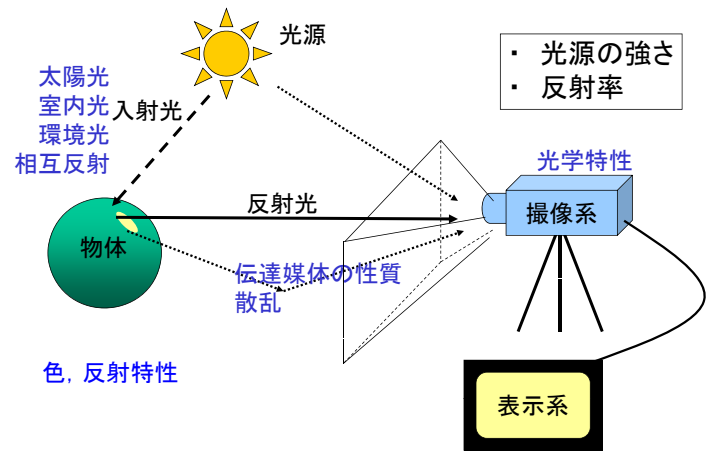 光源
・ 光源の強さ
・ 反射率
太陽光
室内光
環境光
相互反射
入射光
光学特性
撮像系
反射光
物体
伝達媒体の性質
散乱
色, 反射特性
表示系